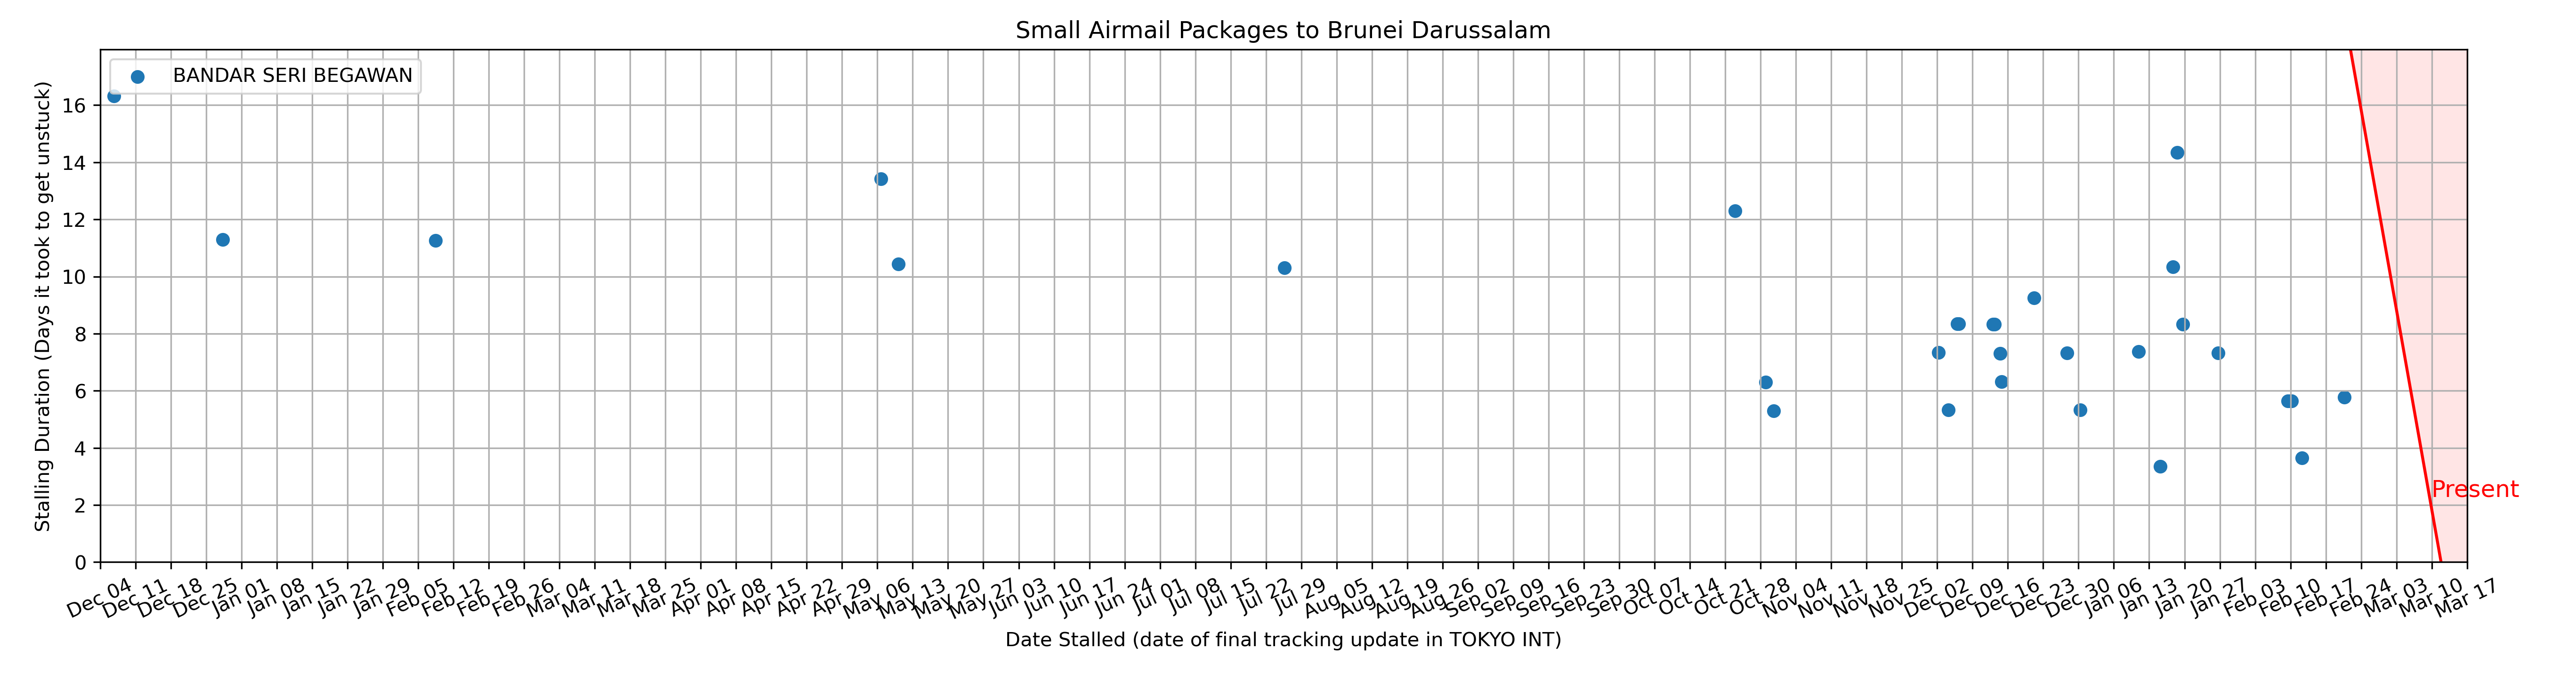 Small Airmail Packages to Brunei Darussalam
BANDAR SERI BEGAWAN
Stalling Duration (Days it took to get unstuck)
16
14
12
10
8
6
4
2
0
Present
Dec 04 Dec 11 Dec 18 Dec 25 Jan 01 Jan 08 Jan 15 Jan 22 Jan 29 Feb 05 Feb 12 Feb 19 Feb 26 Mar 04 Mar 11 Mar 18 Mar 25 Apr 01 Apr 08 Apr 15 Apr 22 Apr 29 May 06 May 13 May 20 May 27 Jun 03 Jun 10 Jun 17 Jun 24 Jul 01 Jul 08 Jul 15 Jul 22 Jul 29 Aug 05 Aug 12 Aug 19 Aug 26 Sep 02 Sep 09 Sep 16 Sep 23 Sep 30 Oct 07 Oct 14 Oct 21 Oct 28 Nov 04 Nov 11 Nov 18 Nov 25 Dec 02 Dec 09 Dec 16 Dec 23 Dec 30 Jan 06 Jan 13 Jan 20 Jan 27 Feb 03 Feb 10 Feb 17 Feb 24 Mar 03 Mar 10 Mar 17
Date Stalled (date of final tracking update in TOKYO INT)